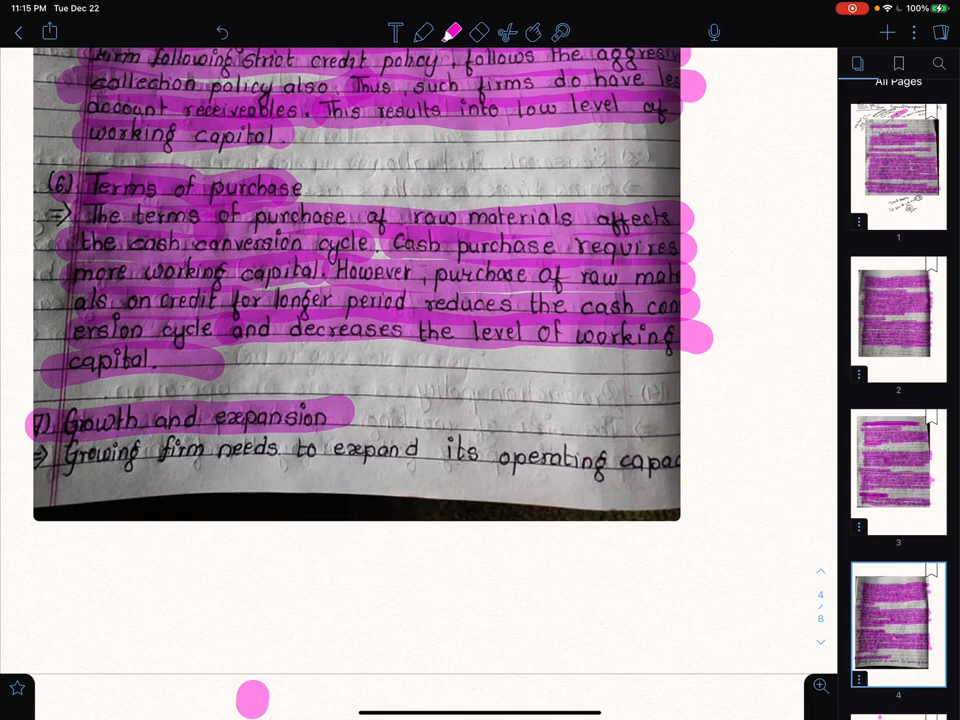 11:15 PM Tue Dec 22
100%
All Pages
firm following strict credit policy, follows the
collection policy also. Thus, such firms do have les
account receiveables. This results into low level of
working capital.
(6) Terms of purchase
⇒ The terms of purchase of raw materials affects
the cash convession cycle. Cash purchase requires
more working capital. However, purchase of raw mat
als on credit for longer period reduces the cash con
ersion cycle and decreases the level of working
capital.
7) Growth and expansion
⇒ Growing firm needs to expand its operating capac
1
2
3
4
4
/
8